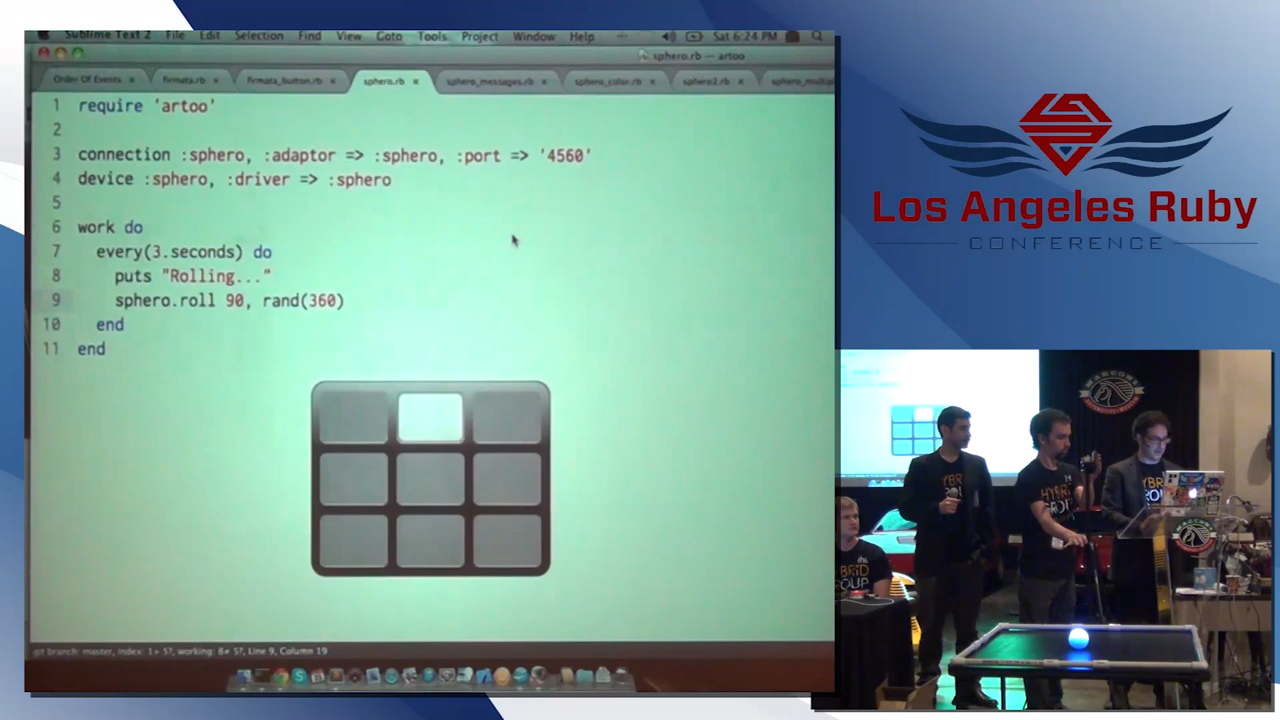 Sublime Text 2 File Edit Selection Find View Goto Tools Project Window Help Sat 6:24 PM
sphero.rb — artoo
Order Of Events firmata.rb firmata_button.rb sphero.rb sphero_messages.rb sphero_color.rb sphero2.rb
1 require 'artoo'
2
3 connection :sphero, :adaptor => :sphero, :port => '4560'
4 device :sphero, :driver => :sphero
5
6 work do
7 every(3.seconds) do
8 puts "Rolling..."
9 sphero.roll 90, rand(360)
10 end
11 end
git branch: master, index: 1+ 5?, working: 8≠ 5?, Line 9, Column 19
Los Angeles Ruby
CONFERENCE
MARCONI